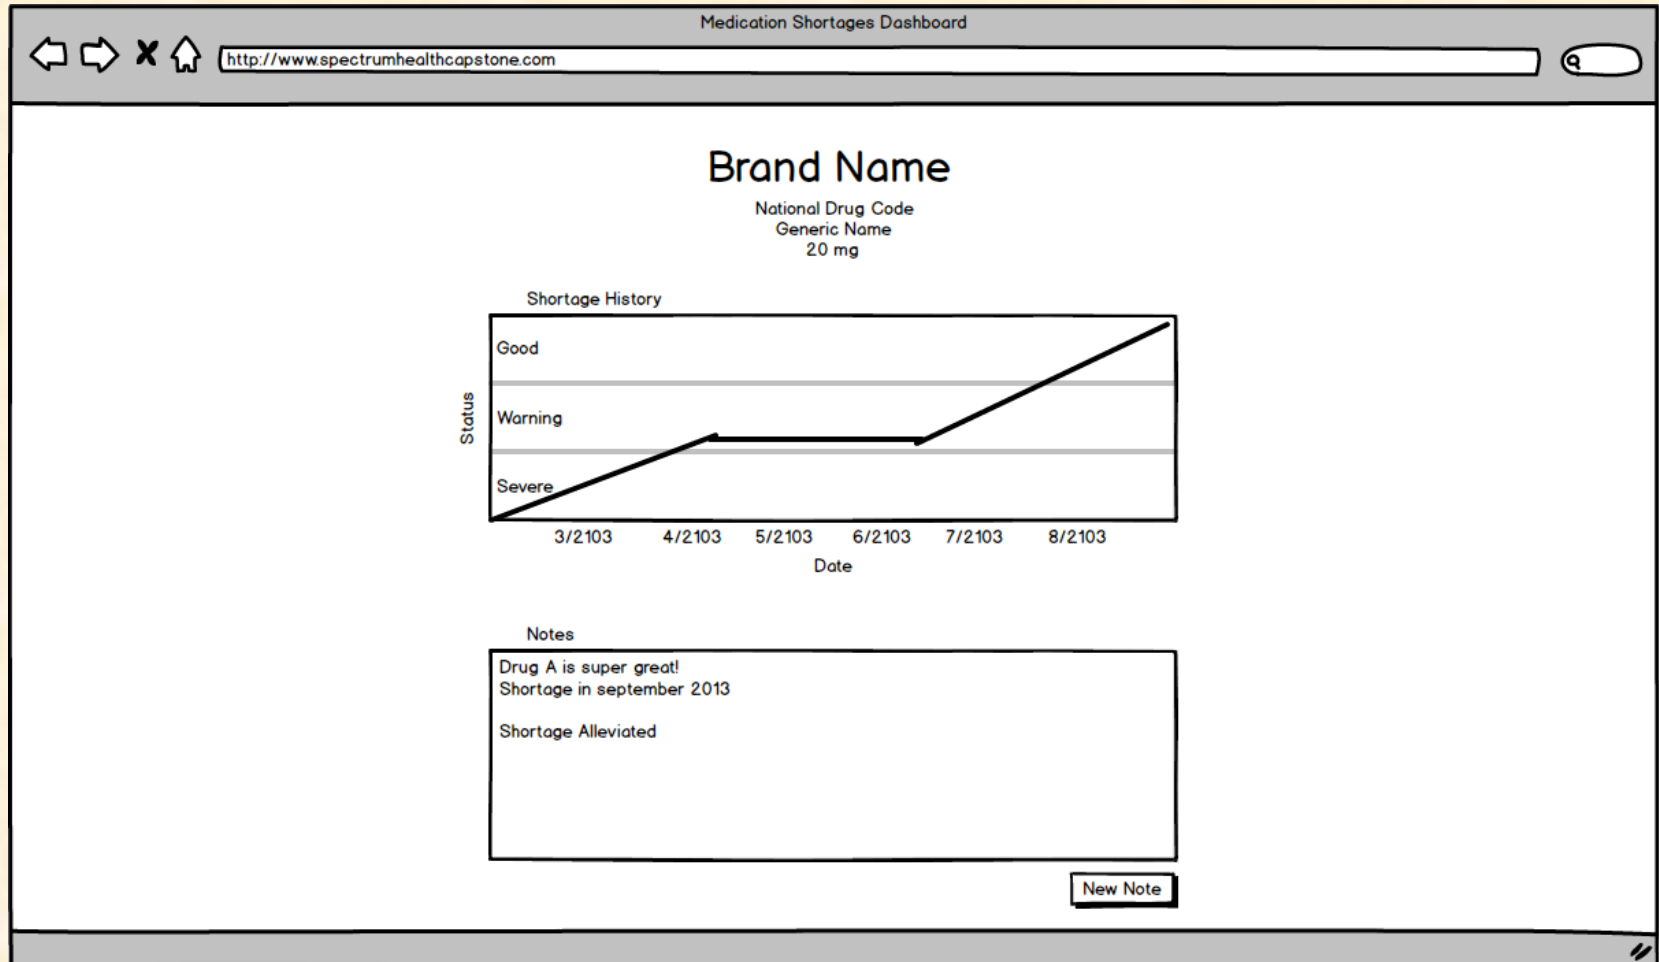 Medication Shortages Dashboard
http://www.spectrumhealthcapstone.com
Brand Name
National Drug Code
Generic Name
20 mg
Shortage History
Good
Warning
Severe
Status
3/2103 4/2103 5/2103 6/2103 7/2103 8/2103
Date
Notes
Drug A is super great!
Shortage in september 2013
Shortage Alleviated
New Note